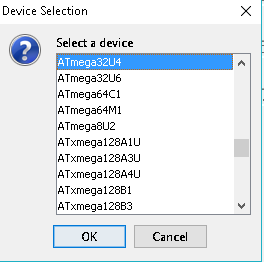 Device Selection
Select a device
ATmega32U4
ATmega32U6
ATmega64C1
ATmega64M1
ATmega8U2
ATxmega128A1U
ATxmega128A3U
ATxmega128A4U
ATxmega128B1
ATxmega128B3
OK
Cancel